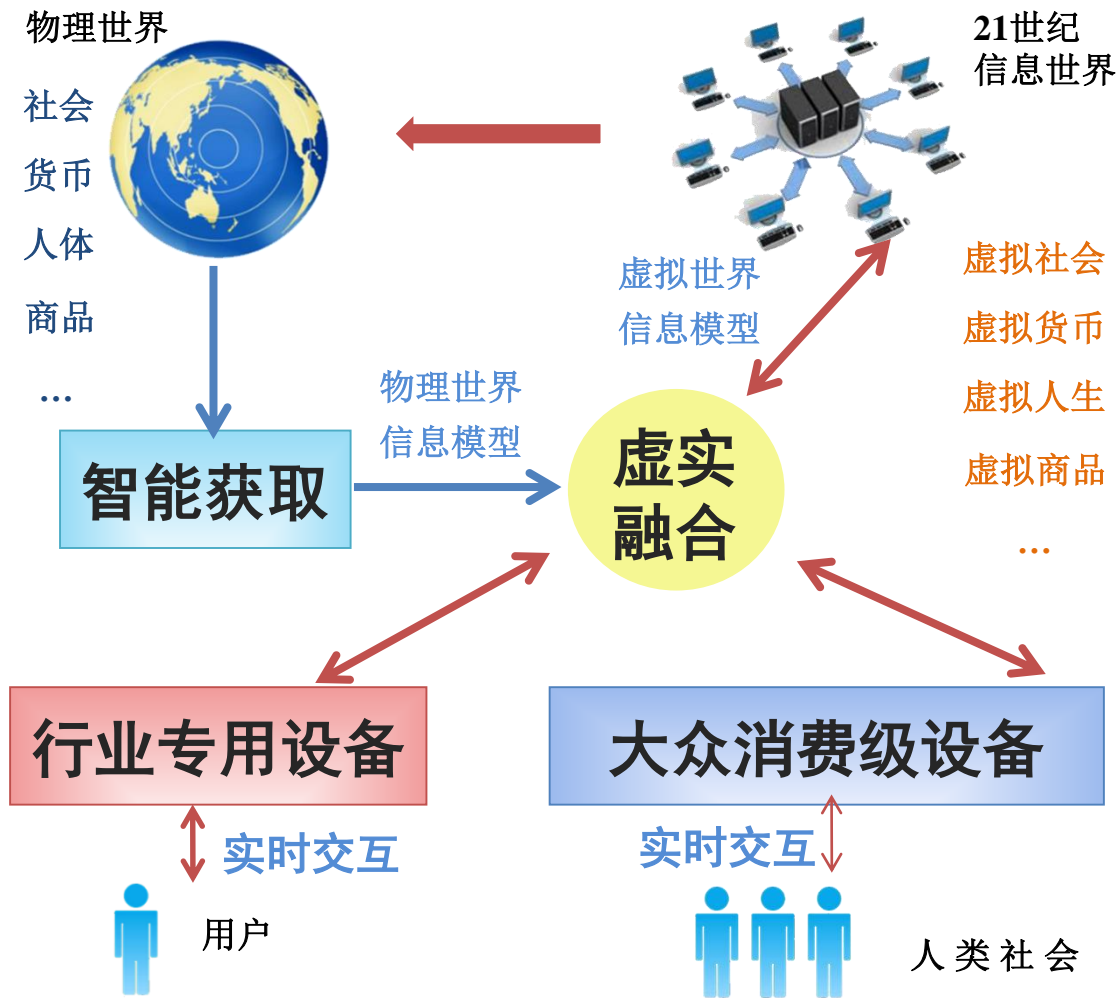 物理世界
21世纪
信息世界
社会
货币
人体
商品
...
虚拟世界
信息模型
虚拟社会
虚拟货币
虚拟人生
虚拟商品
...
物理世界
信息模型
智能获取
虚实
融合
行业专用设备
大众消费级设备
实时交互
实时交互
用户
人类社会